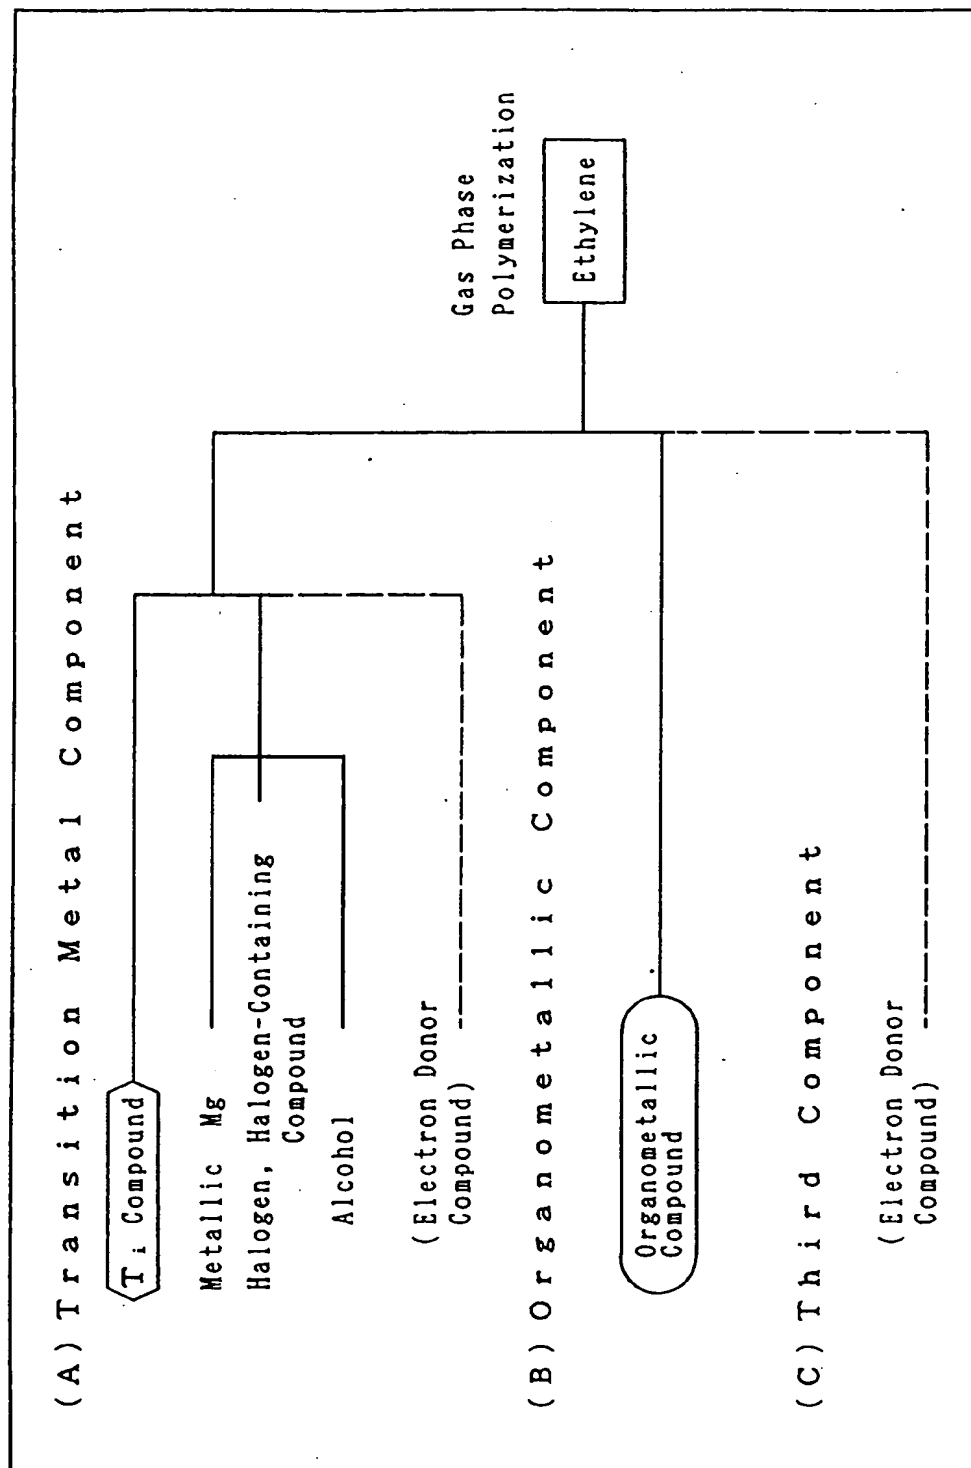 (A) Transition Metal Component
Ti Compound
Metallic Mg
Halogen, Halogen-Containing
Compound
Alcohol
(Electron Donor
Compound)
Gas Phase
Polymerization
Ethylene
(B) Organometallic Component
Organometallic
Compound
(C) Third Component
(Electron Donor
Compound)